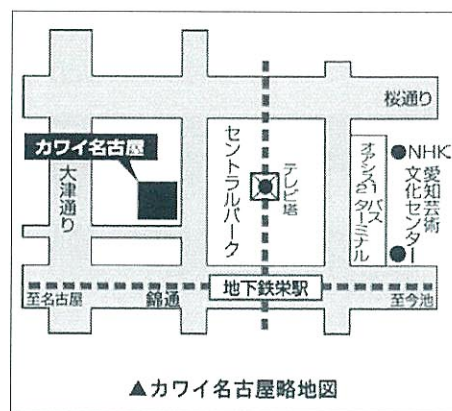 桜通り
カワイ名古屋
大津通り
セントラルパーク
テレビ塔
オアシス21バス
ターミナル
NHK
愛知芸術
文化センター
地下鉄栄駅
至名古屋
錦通
至今池
▲カワイ名古屋略地図